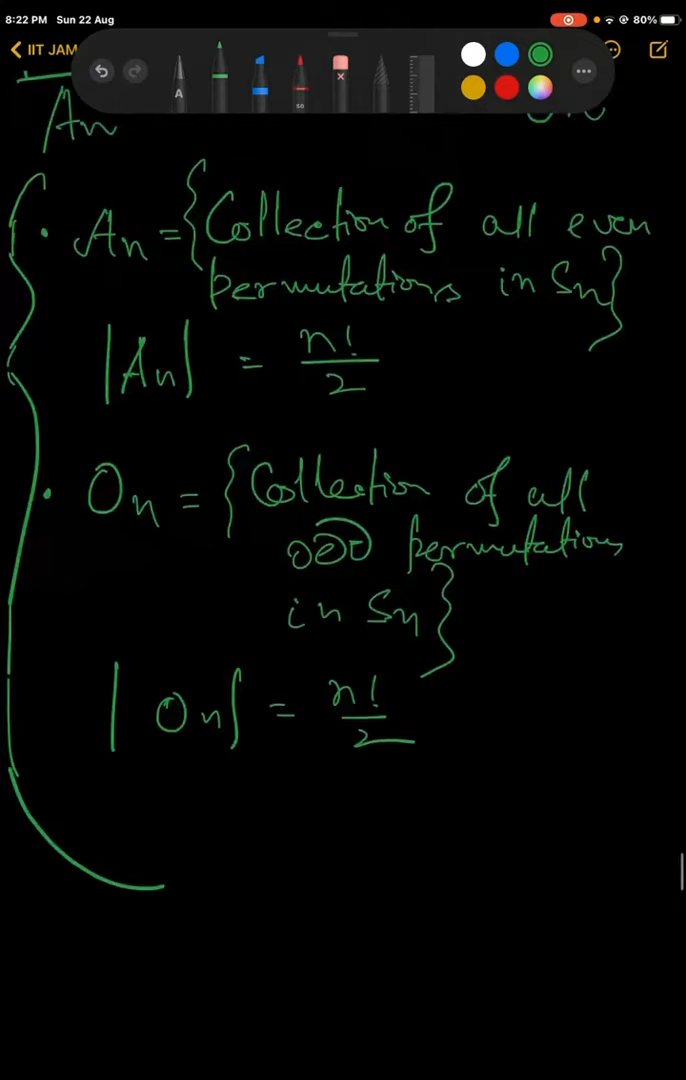 8:22 PM Sun 22 Aug 80%
IIT JAM
An
• An = {Collection of all even
permutations in Sn}
|An| = n!/2
• On = {Collection of all
odd permutations
in Sn}
|On| = n!/2